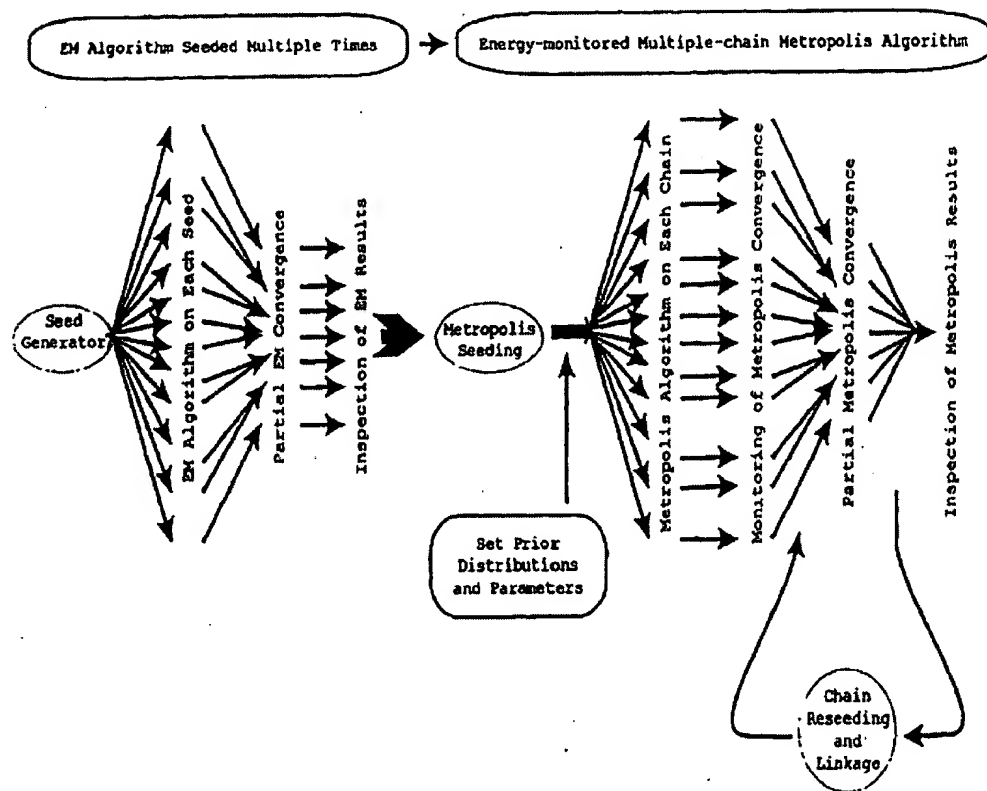 EM Algorithm Seeded Multiple Times
Energy-monitored Multiple-chain Metropolis Algorithm
Seed
Generator
EM Algorithm on Each Seed
Partial EM Convergence
Inspection of EM Results
Metropolis
Seeding
Set Prior
Distributions
and Parameters
Metropolis Algorithm on Each Chain
Monitoring of Metropolis Convergence
Partial Metropolis Convergence
Inspection of Metropolis Results
Chain
Reseeding
and
Linkage